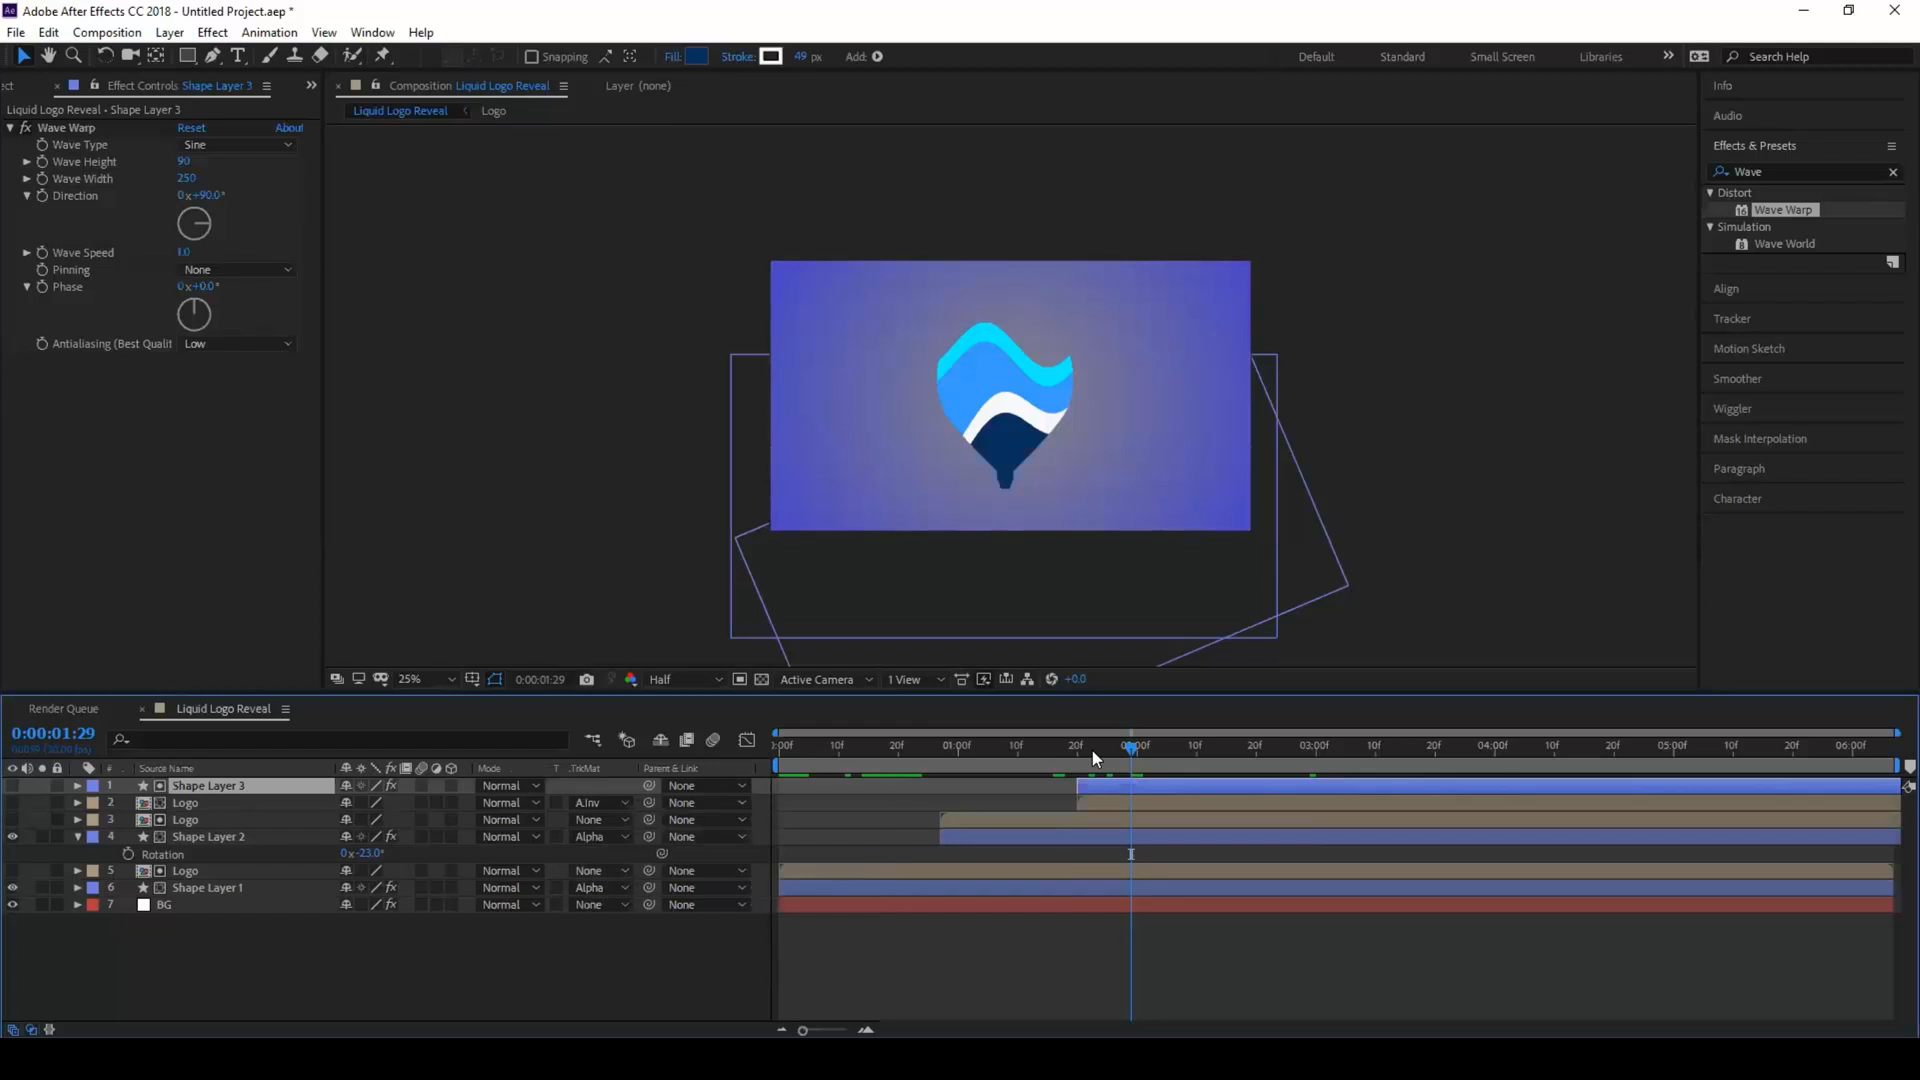 Adobe After Effects CC 2018 - Untitled Project.aep *
File Edit Composition Layer Effect Animation View Window Help
Snapping Fill: Stroke: 49 px Add: Default Standard Small Screen Libraries Search Help
ect Effect Controls Shape Layer 3 Composition Liquid Logo Reveal Layer (none) Info
Liquid Logo Reveal • Shape Layer 3 Liquid Logo Reveal Logo Audio
fx Wave Warp Reset About
Wave Type Sine
Wave Height 90
Wave Width 250
Direction 0x+90.0°
Wave Speed 1.0
Pinning None
Phase 0x+0.0°
Antialiasing (Best Qualit Low
Effects & Presets
Wave
Distort
16 Wave Warp
Simulation
8 Wave World
Align
Tracker
Motion Sketch
Smoother
Wiggler
Mask Interpolation
Paragraph
Character
25% 0:00:01:29 Half Active Camera 1 View +0.0
Render Queue Liquid Logo Reveal
0:00:01:29
:00f 10f 20f 01:00f 10f 20f 10f 20f 03:00f 10f 20f 04:00f 10f 20f 05:00f 10f 20f 06:00f
# Source Name fx Mode T .TrkMat Parent & Link
1 Shape Layer 3 fx Normal None
2 Logo Normal A.Inv None
3 Logo Normal None None
4 Shape Layer 2 fx Normal Alpha None
Rotation 0x-23.0°
5 Logo Normal None None
6 Shape Layer 1 fx Normal Alpha None
7 BG fx Normal None None